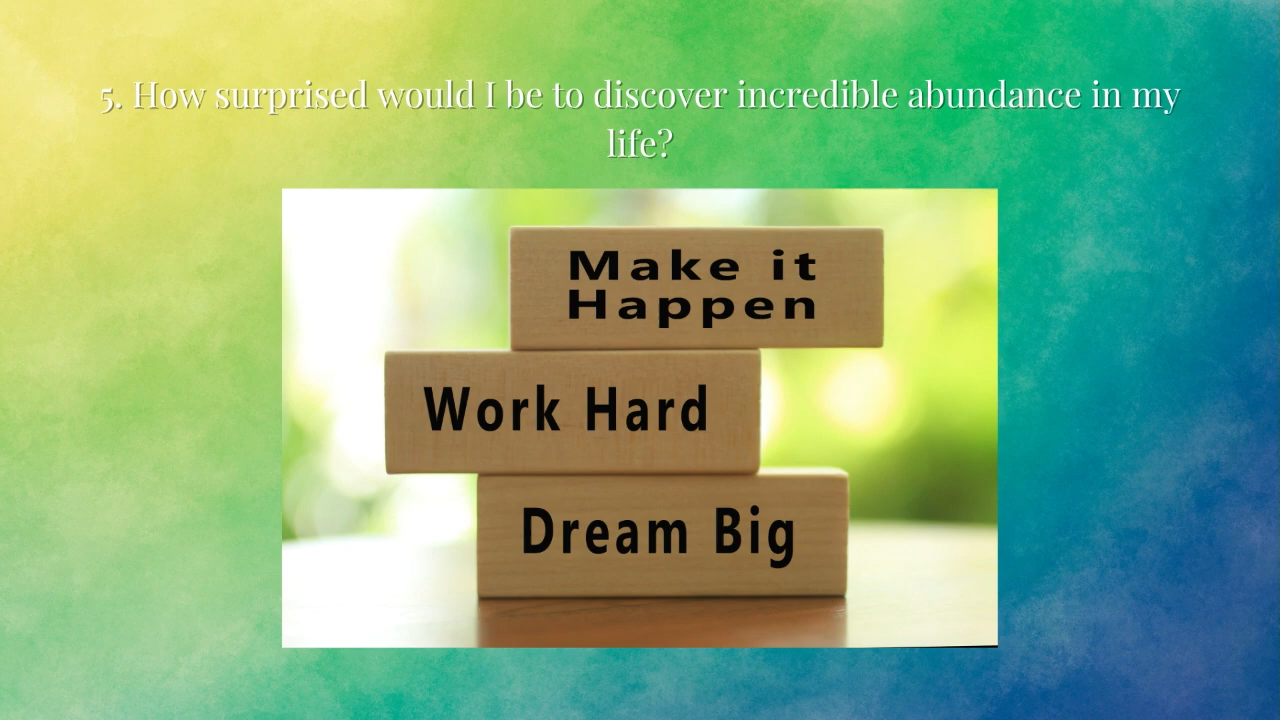 5. How surprised would I be to discover incredible abundance in my
life?
Make it
Happen
Work Hard
Dream Big